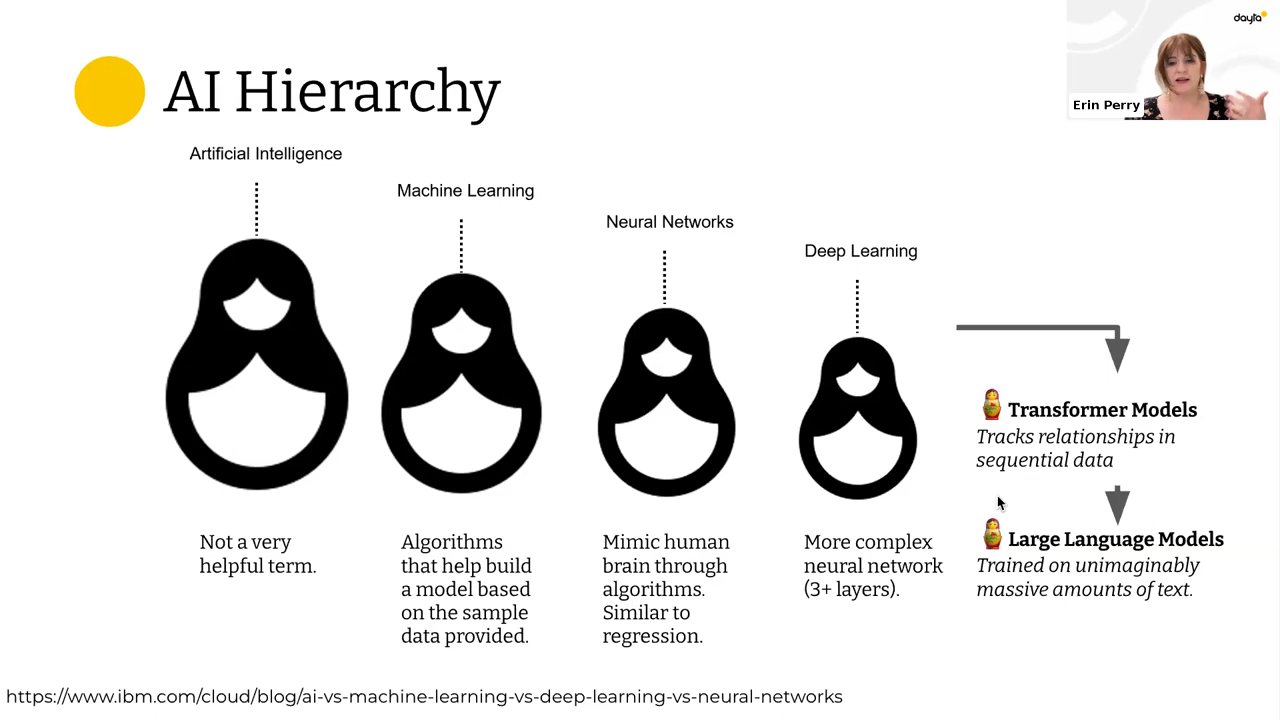 dayta
Erin Perry
AI Hierarchy
Artificial Intelligence
Machine Learning
Neural Networks
Deep Learning
Not a very
helpful term.
Algorithms
that help build
a model based
on the sample
data provided.
Mimic human
brain through
algorithms.
Similar to
regression.
More complex
neural network
(3+ layers).
Transformer Models
Tracks relationships in
sequential data
Large Language Models
Trained on unimaginably
massive amounts of text.
https://www.ibm.com/cloud/blog/ai-vs-machine-learning-vs-deep-learning-vs-neural-networks